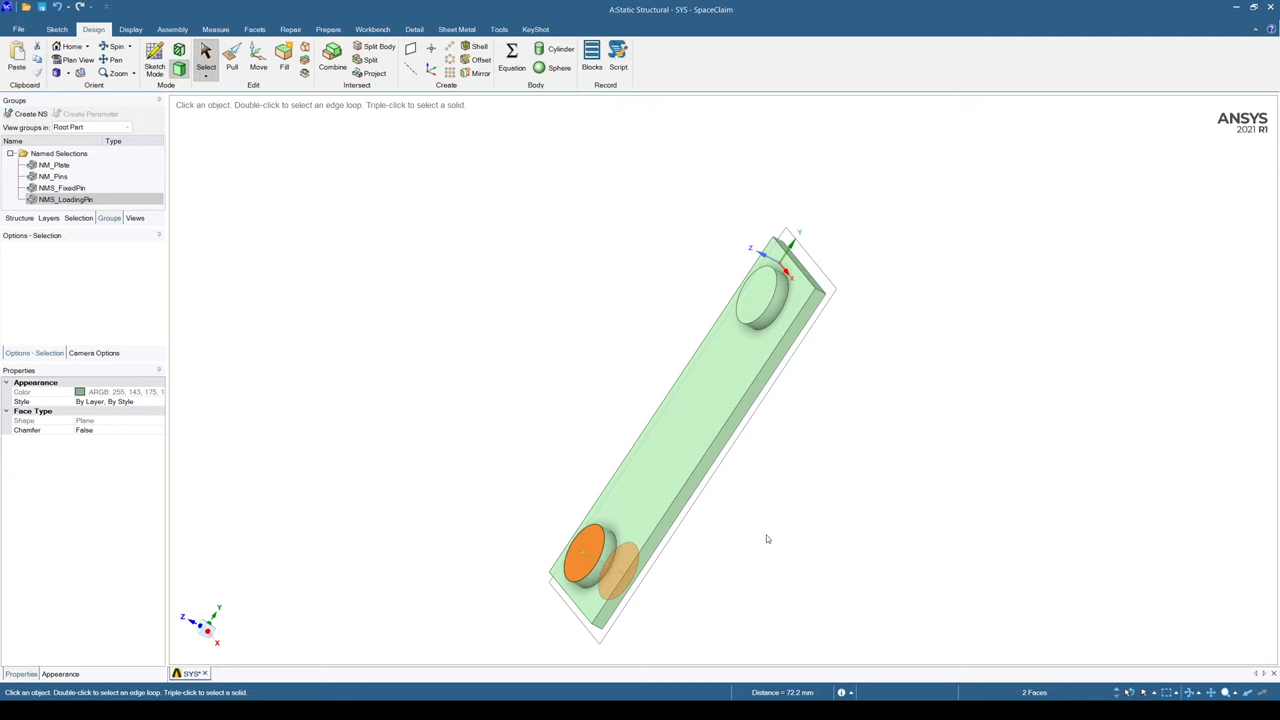 A:Static Structural - SYS - SpaceClaim
File Sketch Design Display Assembly Measure Facets Repair Prepare Workbench Detail Sheet Metal Tools KeyShot
Home Spin
Plan View Pan
Zoom
Paste
Sketch Mode
Select
Pull
Move
Fill
Combine
Split Body
Split
Project
Shell
Offset
Mirror
Equation
Cylinder
Sphere
Blocks
Script
Clipboard Orient Mode Edit Intersect Create Body Record
Groups
Create NS Create Parameter
View groups in: Root Part
Name Type
Named Selections
NM_Plate
NM_Pins
NMS_FixedPin
NMS_LoadingPin
Structure Layers Selection Groups Views
Options - Selection
Options - Selection Camera Options
Properties
Appearance
Color ARGB: 255, 143, 175, 1
Style By Layer, By Style
Face Type
Shape Plane
Chamfer False
Properties Appearance
Click an object. Double-click to select an edge loop. Triple-click to select a solid.
ANSYS
2021 R1
Y
Z
X
Y
Z
X
SYS*
Click an object. Double-click to select an edge loop. Triple-click to select a solid.
Distance = 72.2 mm
2 Faces